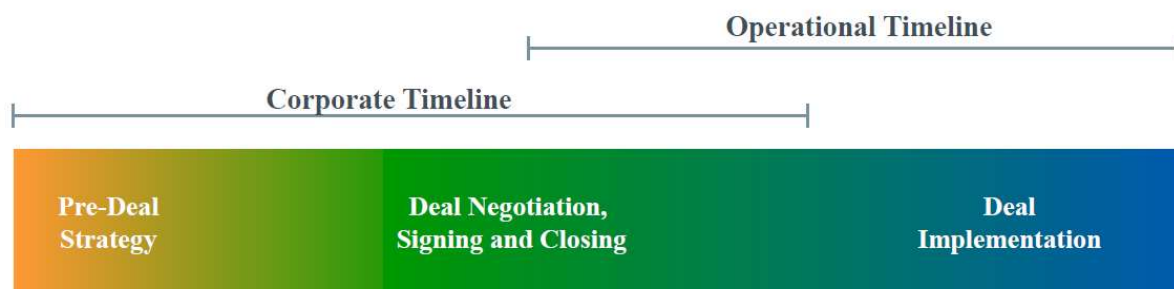 Operational Timeline
Corporate Timeline
Pre-Deal
Strategy
Deal Negotiation,
Signing and Closing
Deal
Implementation